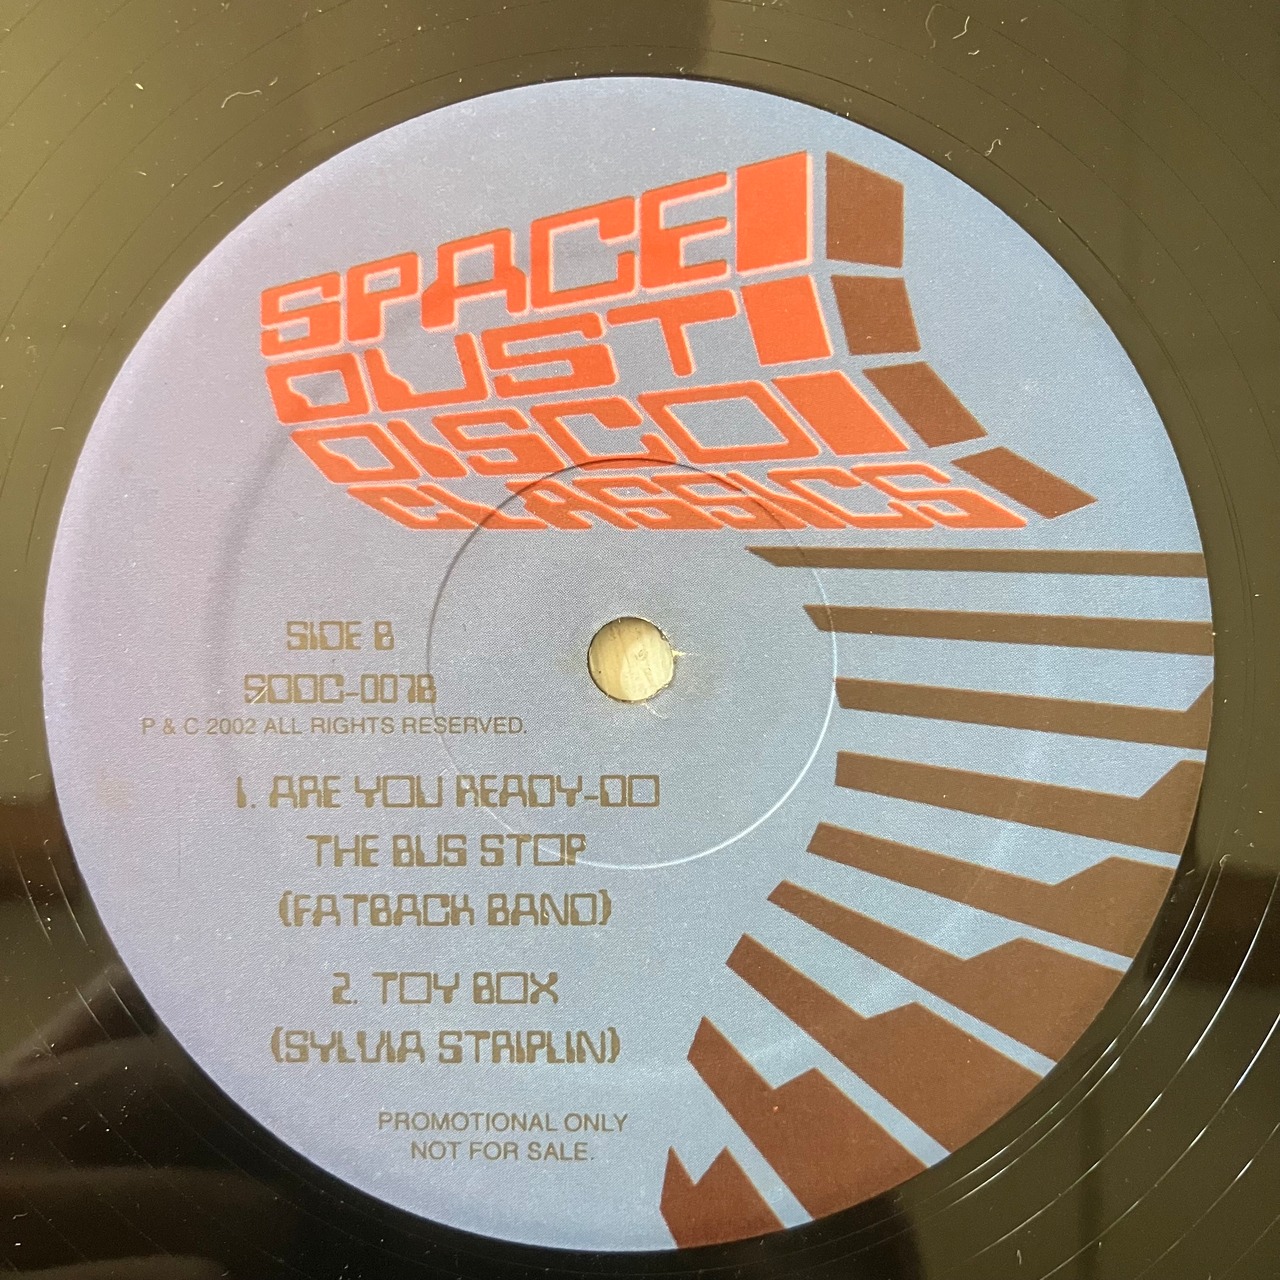 SPACE
DUST
DISCO
CLASSICS
SIDE B
SDDC-007B
P & C 2002 ALL RIGHTS RESERVED.
1. ARE YOU READY-DO
THE BUS STOP
(FATBACK BAND)
2. TOY BOX
(SYLVIA STRIPLIN)
PROMOTIONAL ONLY
NOT FOR SALE.